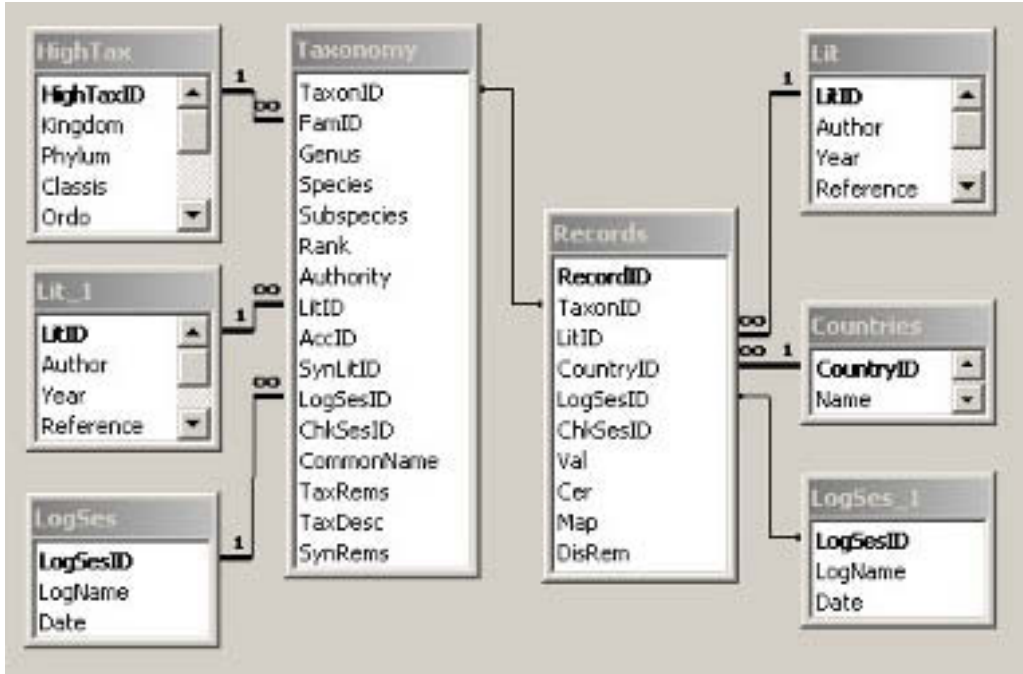 HighTax
HighTaxID
Kingdom
Phylum
Classis
Ordo
1
∞
Lit_1
LitID
Author
Year
Reference
1
∞
LogSes
LogSesID
LogName
Date
1
∞
Taxonomy
TaxonID
FamID
Genus
Species
Subspecies
Rank
Authority
LitID
AccID
SynLitID
LogSesID
ChkSesID
CommonName
TaxRems
TaxDesc
SynRems
Records
RecordID
TaxonID
LitID
CountryID
LogSesID
ChkSesID
Val
Cer
Map
DisRem
Lit
LitID
Author
Year
Reference
1
∞
Countries
CountryID
Name
∞ 1
LogSes_1
LogSesID
LogName
Date